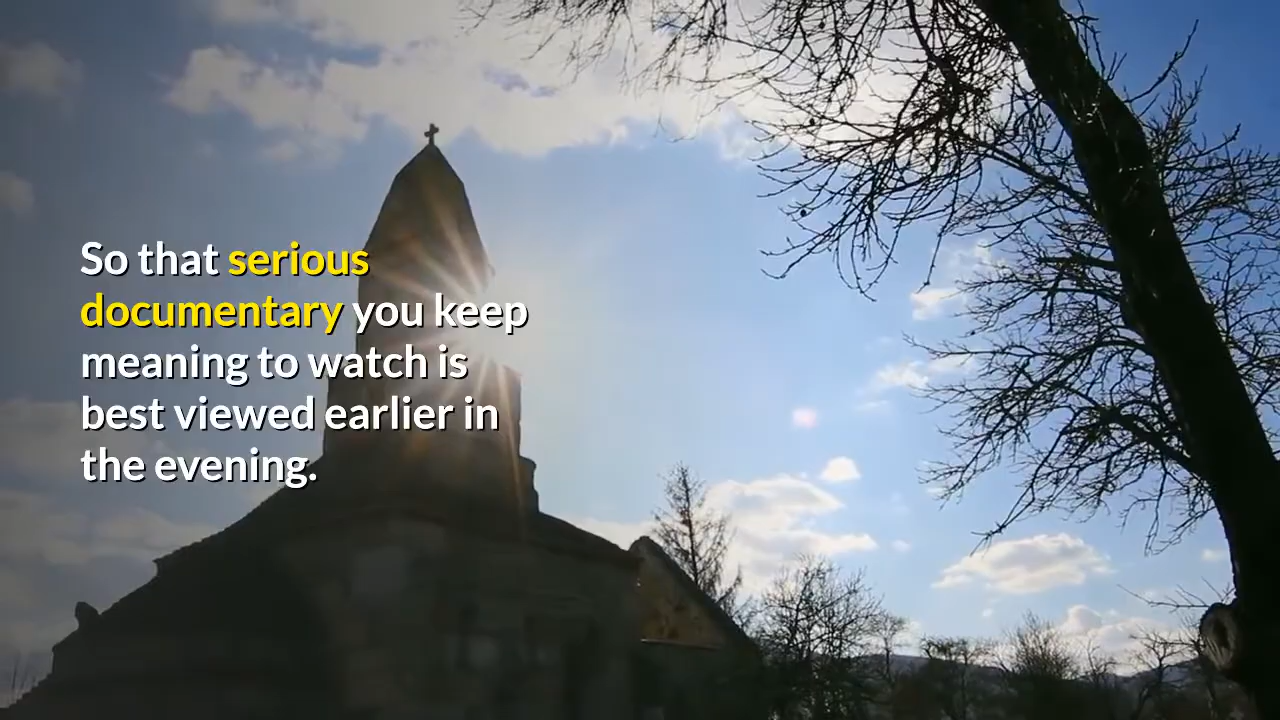 So that serious
documentary you keep
meaning to watch is
best viewed earlier in
the evening.